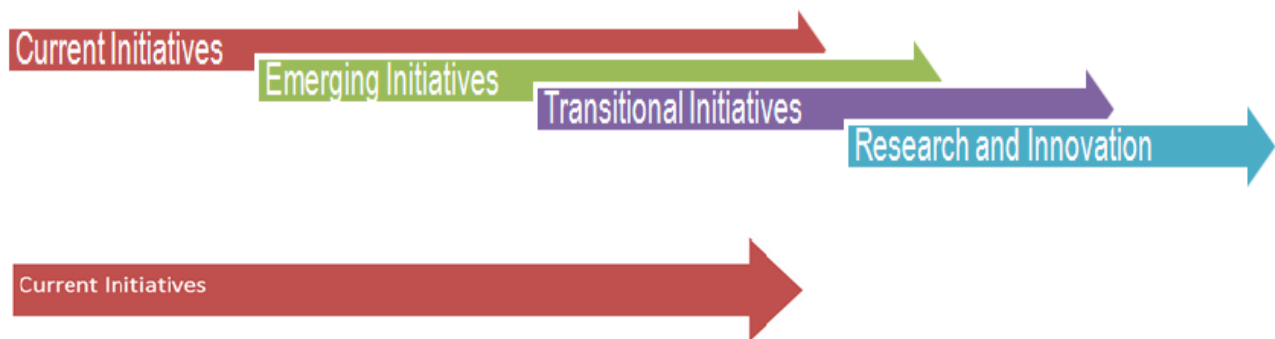 Current Initiatives
Emerging Initiatives
Transitional Initiatives
Research and Innovation
Current Initiatives